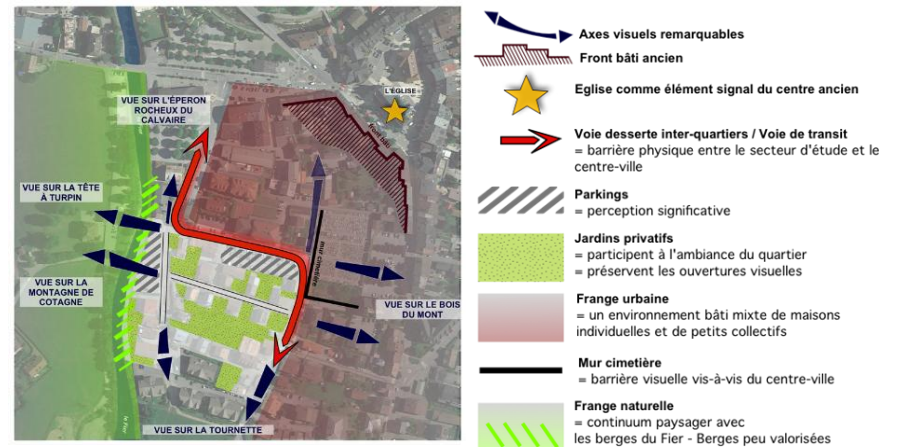 L'ÉGLISE
VUE SUR L'ÉPERON
ROCHEUX DU
CALVAIRE
Front bâti
VUE SUR LA TÊTE
À TURPIN
mur cimetière
VUE SUR LA
MONTAGNE DE
COTAGNE
VUE SUR LE BOIS
DU MONT
le Fier
VUE SUR LA TOURNETTE
Axes visuels remarquables
Front bâti ancien
Eglise comme élément signal du centre ancien
Voie desserte inter-quartiers / Voie de transit
= barrière physique entre le secteur d'étude et le
centre-ville
Parkings
= perception significative
Jardins privatifs
= participent à l'ambiance du quartier
= préservent les ouvertures visuelles
Frange urbaine
= un environnement bâti mixte de maisons
individuelles et de petits collectifs
Mur cimetière
= barrière visuelle vis-à-vis du centre-ville
Frange naturelle
= continuum paysager avec
les berges du Fier - Berges peu valorisées